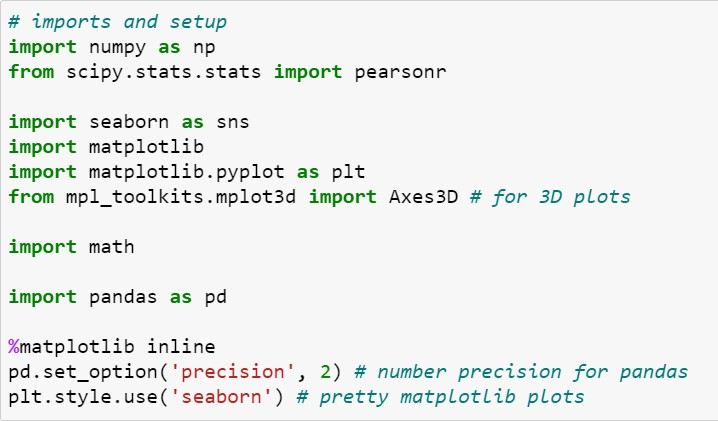 # imports and setup
import numpy as np
from scipy.stats.stats import pearsonr
import seaborn as sns
import matplotlib
import matplotlib.pyplot as plt
from mpl_toolkits.mplot3d import Axes3D # for 3D plots
import math
import pandas as pd
%matplotlib inline
pd.set_option('precision', 2) # number precision for pandas
plt.style.use('seaborn') # pretty matplotlib plots